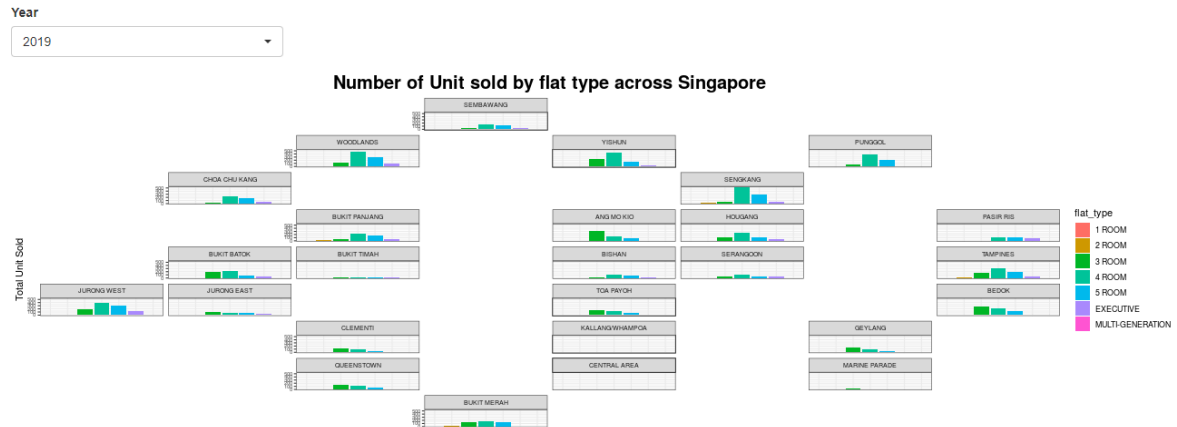 Year
2019
Number of Unit sold by flat type across Singapore
SEMBAWANG
WOODLANDS
YISHUN
PUNGGOL
CHOA CHU KANG
SENGKANG
BUKIT PANJANG
ANG MO KIO
HOUGANG
PASIR RIS
BUKIT BATOK
BUKIT TIMAH
BISHAN
SERANGOON
TAMPINES
JURONG WEST
JURONG EAST
TOA PAYOH
BEDOK
CLEMENTI
KALLANG/WHAMPOA
GEYLANG
QUEENSTOWN
CENTRAL AREA
MARINE PARADE
BUKIT MERAH
Total Unit Sold
flat_type
1 ROOM
2 ROOM
3 ROOM
4 ROOM
5 ROOM
EXECUTIVE
MULTI-GENERATION